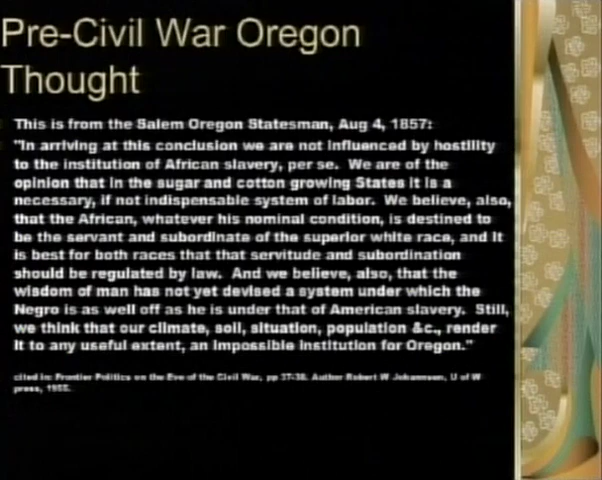 Pre-Civil War Oregon
Thought
This is from the Salem Oregon Statesman, Aug 4, 1857:
"In arriving at this conclusion we are not influenced by hostility
to the institution of African slavery, per se. We are of the
opinion that in the sugar and cotton growing States it is a
necessary, if not indispensable system of labor. We believe, also,
that the African, whatever his nominal condition, is destined to
be the servant and subordinate of the superior white race, and it
is best for both races that that servitude and subordination
should be regulated by law. And we believe, also, that the
wisdom of man has not yet devised a system under which the
Negro is as well off as he is under that of American slavery. Still,
we think that our climate, soil, situation, population &c., render
it to any useful extent, an impossible institution for Oregon."
cited in: Frontier Politics on the Eve of the Civil War, pp 37-38, Author Robert W Johannsen, U of W
press, 1955.